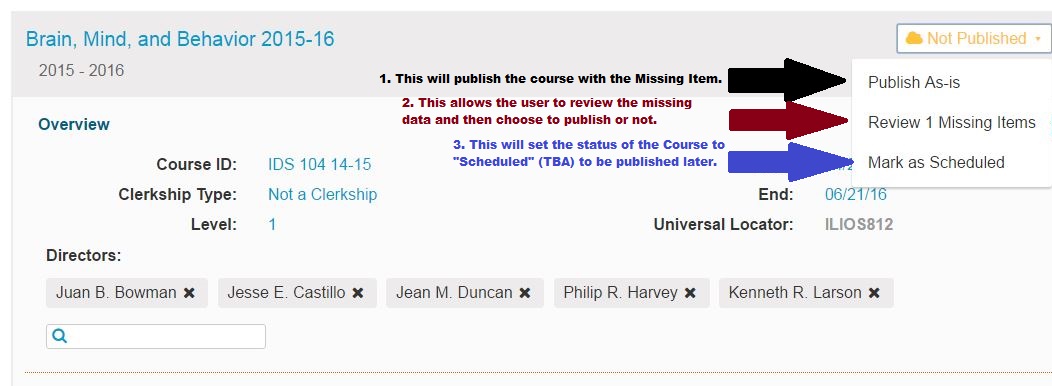 Brain, Mind, and Behavior 2015-16
Not Published
2015 - 2016
1. This will publish the course with the Missing Item.
Publish As-is
2. This allows the user to review the missing
data and then choose to publish or not.
Review 1 Missing Items
Overview
3. This will set the status of the Course to
"Scheduled" (TBA) to be published later.
Mark as Scheduled
Course ID: IDS 104 14-15
Clerkship Type: Not a Clerkship
End: 06/21/16
Level: 1
Universal Locator: ILIOS812
Directors:
Juan B. Bowman ✖ Jesse E. Castillo ✖ Jean M. Duncan ✖ Philip R. Harvey ✖ Kenneth R. Larson ✖